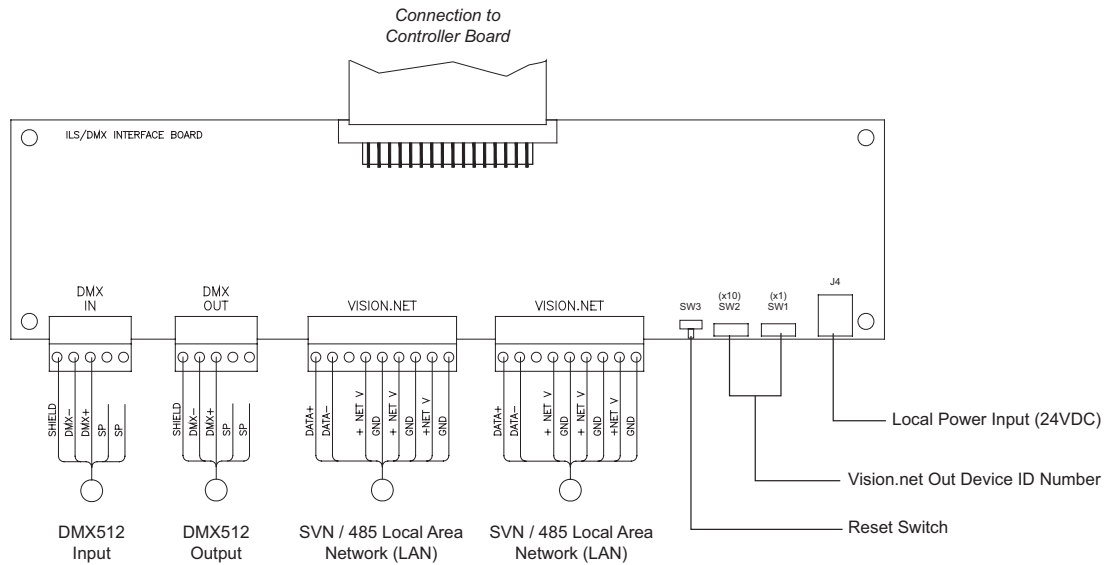 Connection to
Controller Board
ILS/DMX INTERFACE BOARD
DMX
IN
DMX
OUT
VISION.NET
VISION.NET
SW3
(x10)
SW2
(x1)
SW1
J4
SHIELD
DMX-
DMX+
SP
SP
SHIELD
DMX-
DMX+
SP
SP
DATA+
DATA-
+ NET V
GND
+ NET V
GND
+NET V
GND
DATA+
DATA-
+ NET V
GND
+ NET V
GND
+NET V
GND
Local Power Input (24VDC)
Vision.net Out Device ID Number
Reset Switch
DMX512
Input
DMX512
Output
SVN / 485 Local Area
Network (LAN)
SVN / 485 Local Area
Network (LAN)